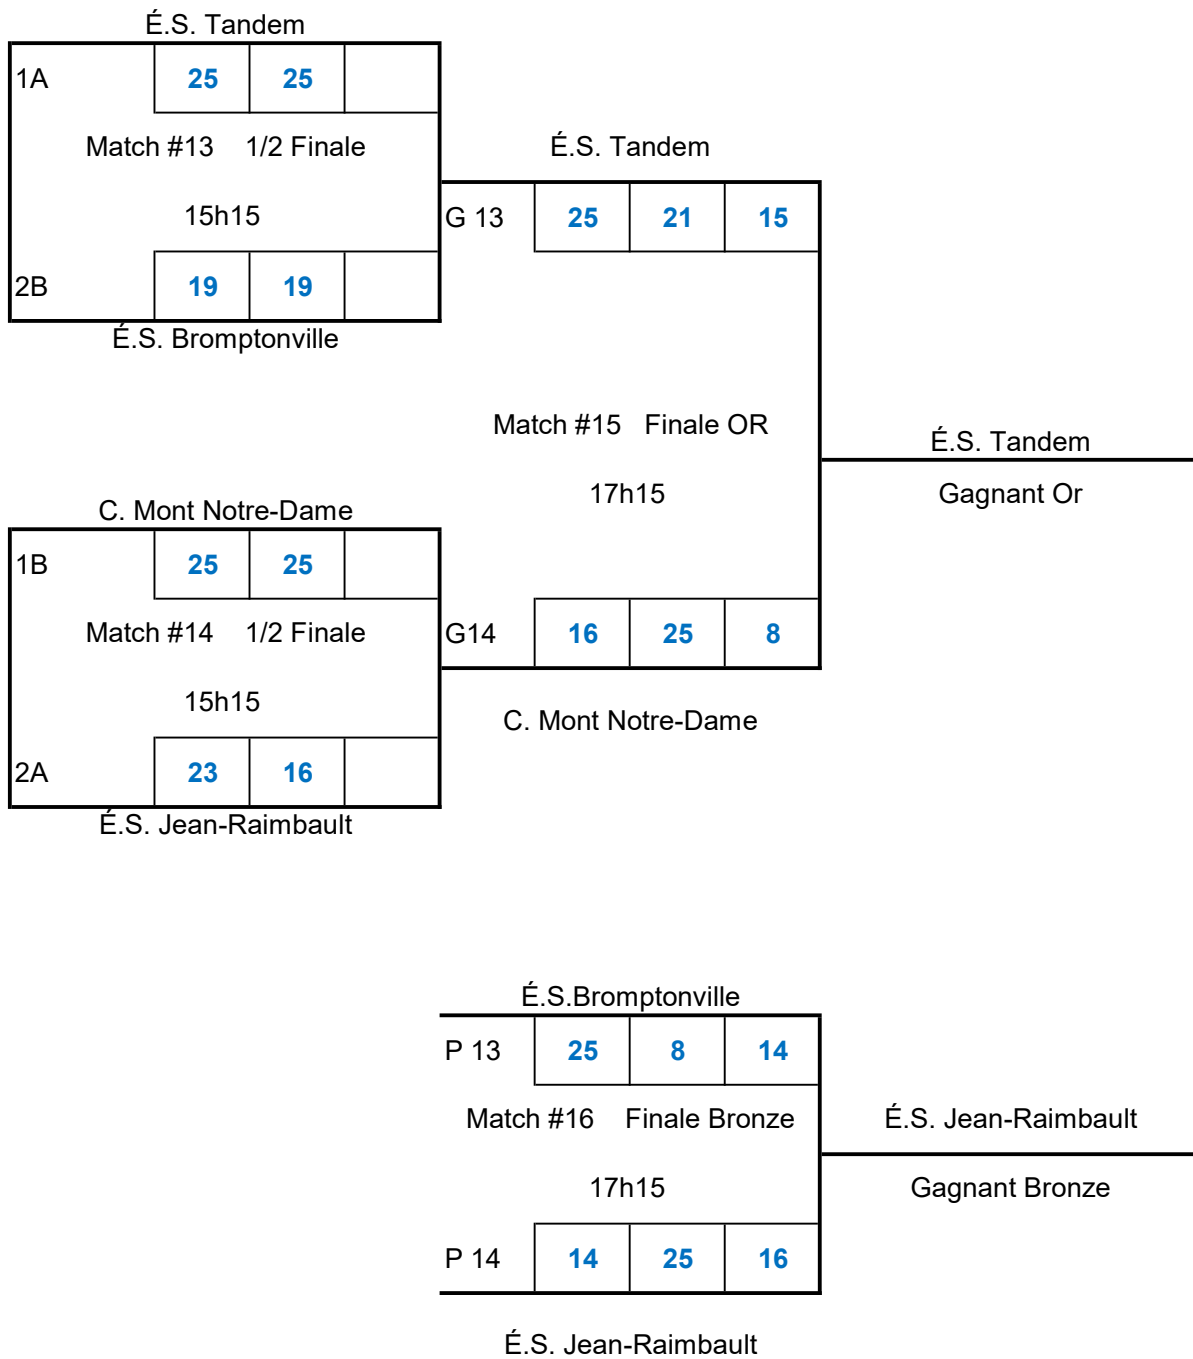 É.S. Tandem
1A 25 25
Match #13 1/2 Finale
15h15
2B 19 19
É.S. Bromptonville
É.S. Tandem
G 13 25 21 15
Match #15 Finale OR
17h15
G14 16 25 8
C. Mont Notre-Dame
É.S. Tandem
Gagnant Or
C. Mont Notre-Dame
1B 25 25
Match #14 1/2 Finale
15h15
2A 23 16
É.S. Jean-Raimbault
É.S.Bromptonville
P 13 25 8 14
Match #16 Finale Bronze
17h15
P 14 14 25 16
É.S. Jean-Raimbault
É.S. Jean-Raimbault
Gagnant Bronze